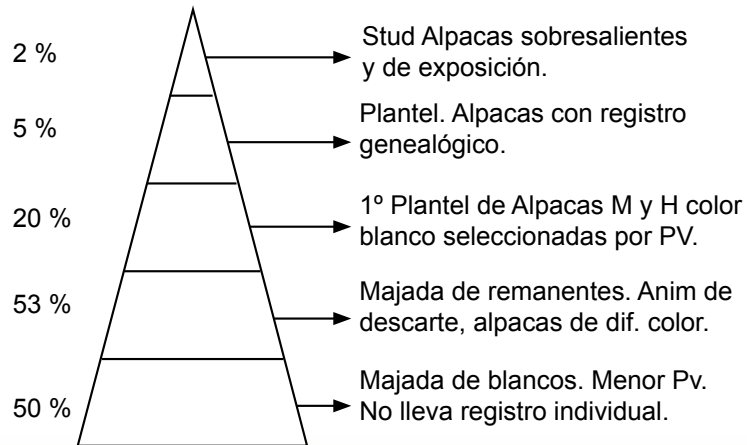 2 %
Stud Alpacas sobresalientes
y de exposición.
5 %
Plantel. Alpacas con registro
genealógico.
20 %
1º Plantel de Alpacas M y H color
blanco seleccionadas por PV.
53 %
Majada de remanentes. Anim de
descarte, alpacas de dif. color.
50 %
Majada de blancos. Menor Pv.
No lleva registro individual.